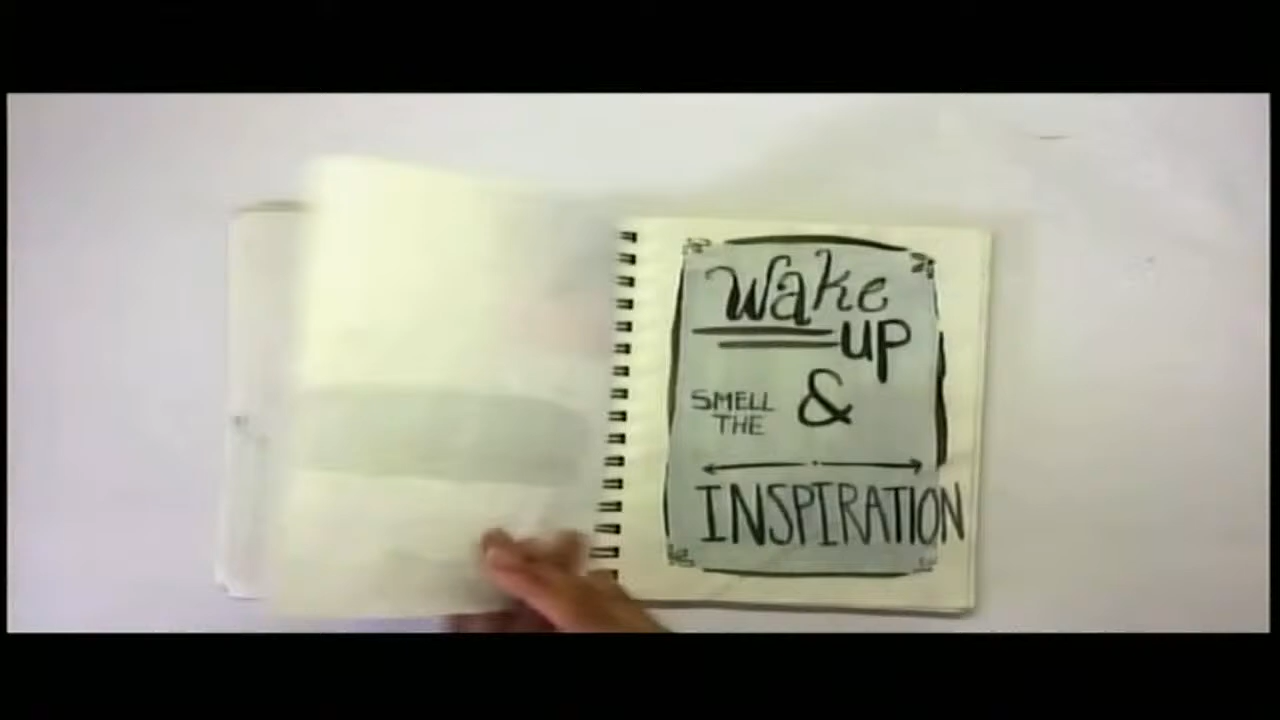 Wake
up
&
SMELL
THE
INSPIRATION